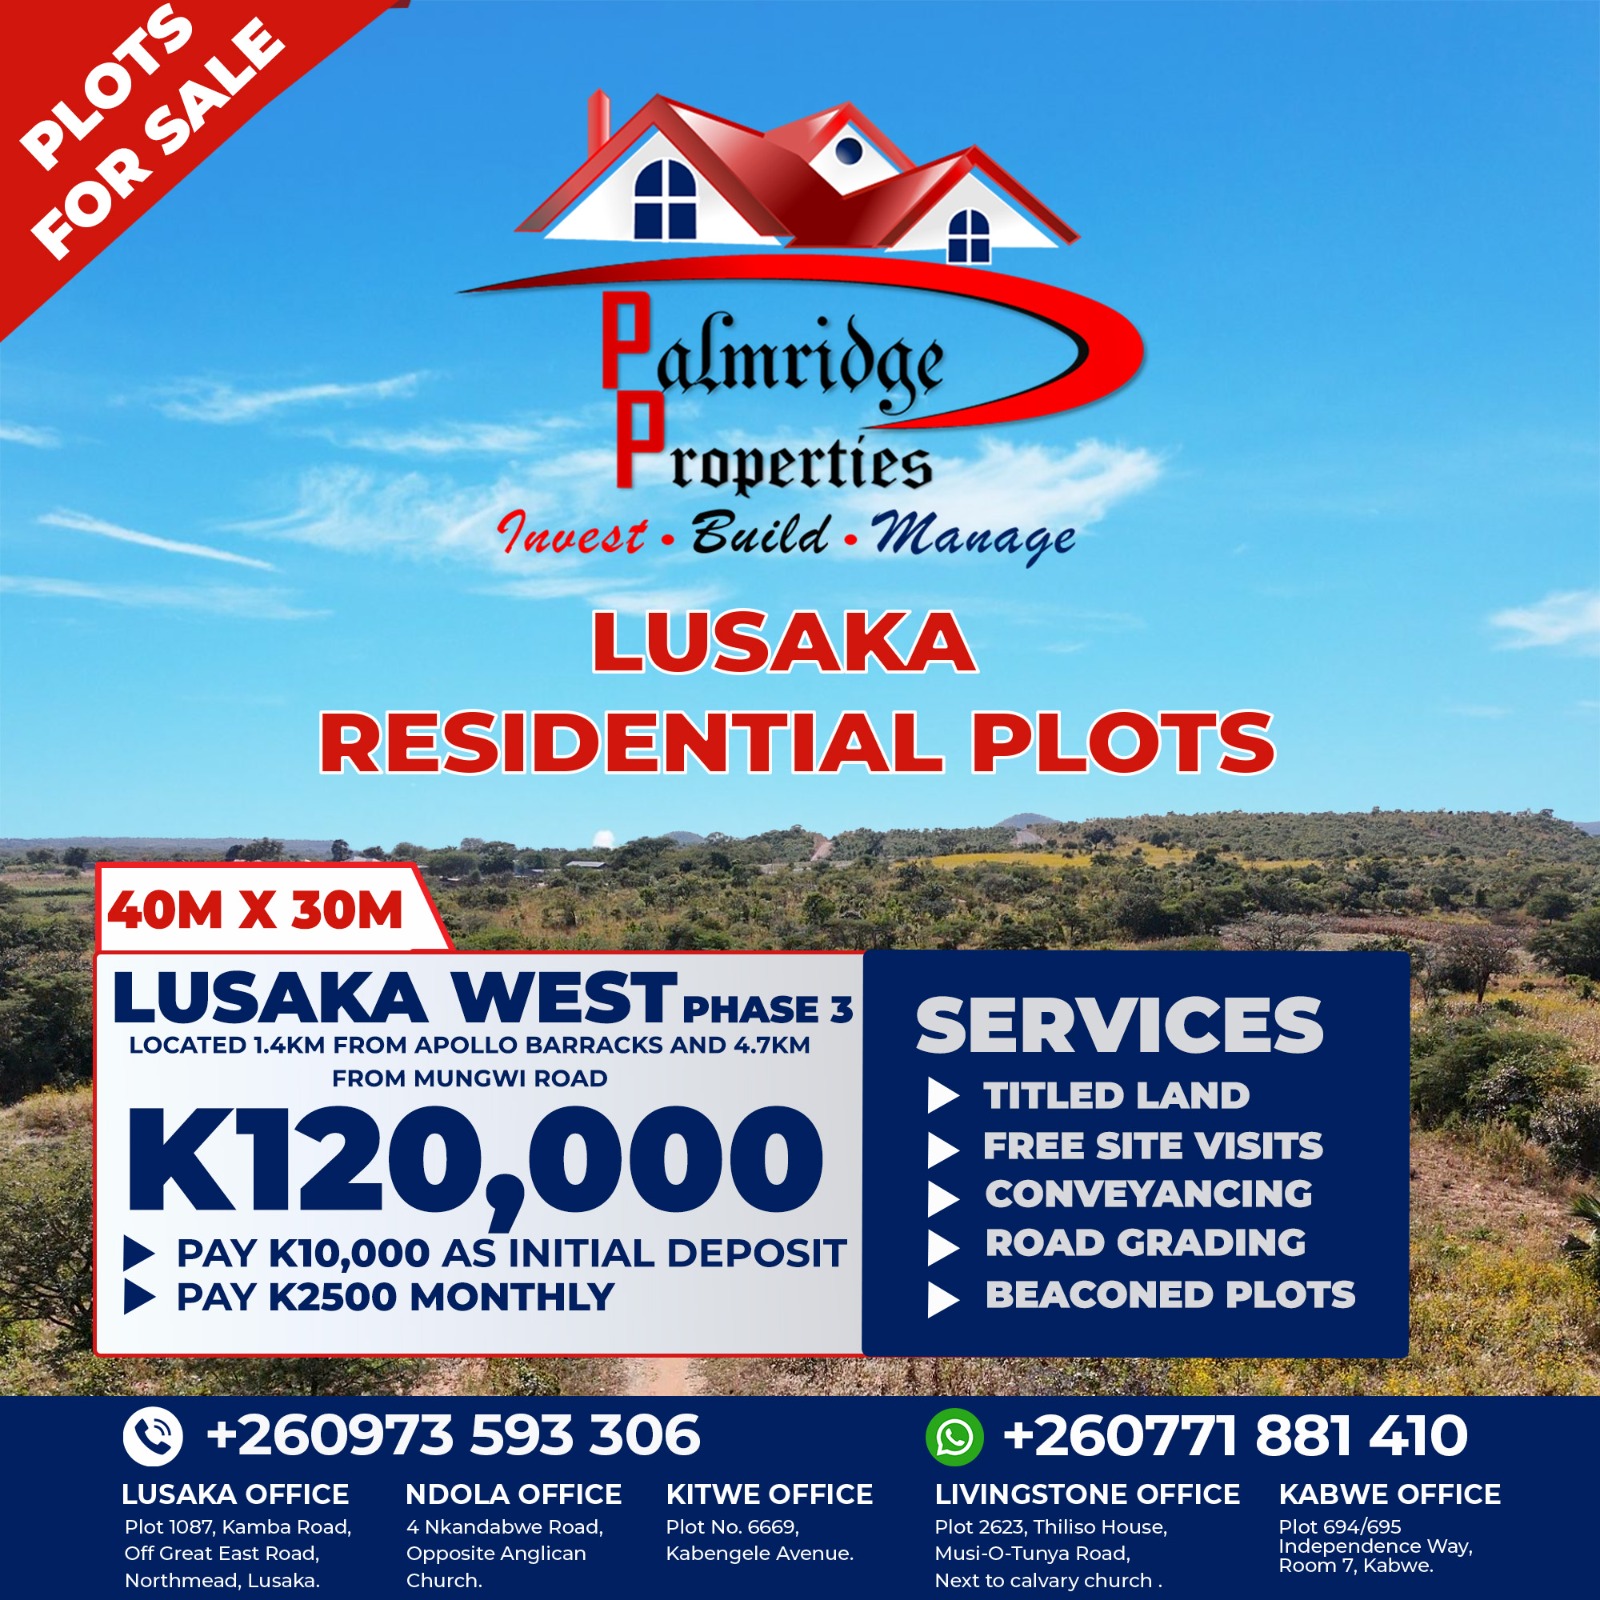 PLOTS
FOR SALE
Palmridge
Properties
Invest • Build • Manage
LUSAKA
RESIDENTIAL PLOTS
40M X 30M
LUSAKA WEST PHASE 3
LOCATED 1.4KM FROM APOLLO BARRACKS AND 4.7KM
FROM MUNGWI ROAD
K120,000
PAY K10,000 AS INITIAL DEPOSIT
PAY K2500 MONTHLY
SERVICES
TITLED LAND
FREE SITE VISITS
CONVEYANCING
ROAD GRADING
BEACONED PLOTS
+260973 593 306
+260771 881 410
LUSAKA OFFICE
Plot 1087, Kamba Road,
Off Great East Road,
Northmead, Lusaka.
NDOLA OFFICE
4 Nkandabwe Road,
Opposite Anglican
Church.
KITWE OFFICE
Plot No. 6669,
Kabengele Avenue.
LIVINGSTONE OFFICE
Plot 2623, Thiliso House,
Musi-O-Tunya Road,
Next to calvary church .
KABWE OFFICE
Plot 694/695
Independence Way,
Room 7, Kabwe.